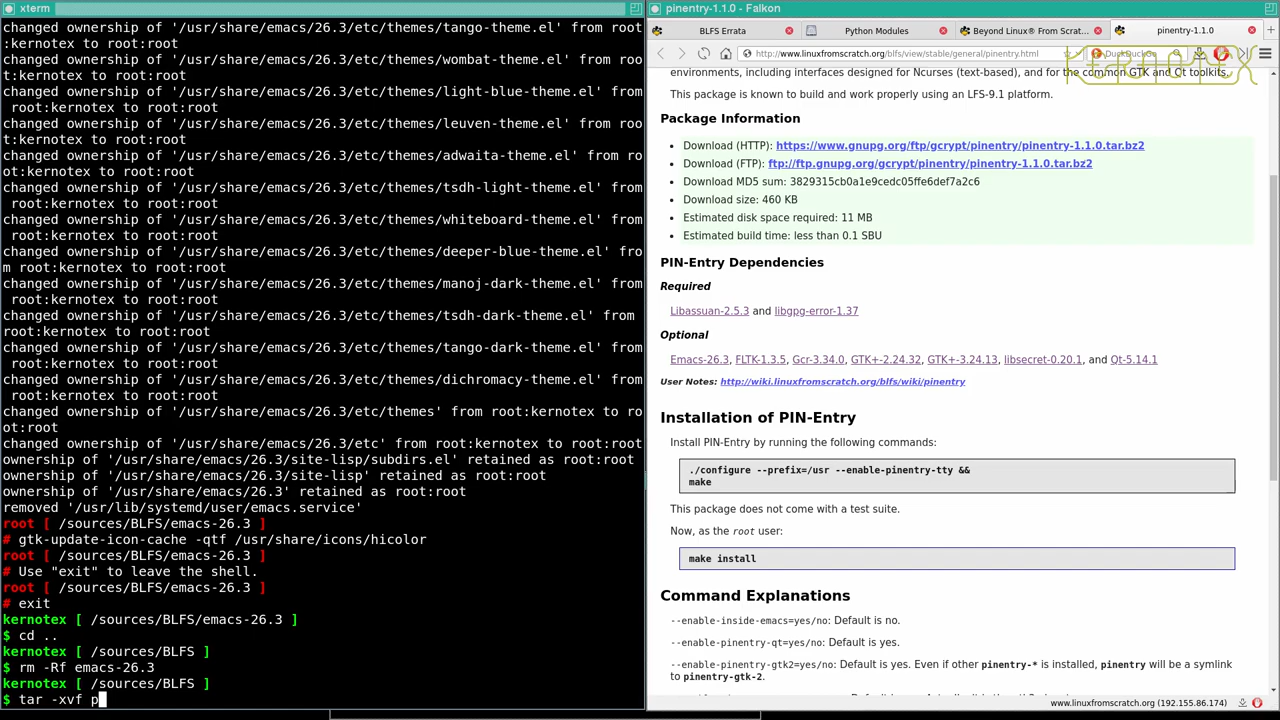 xterm
changed ownership of '/usr/share/emacs/26.3/etc/themes/tango-theme.el' from root
:kernotex to root:root
changed ownership of '/usr/share/emacs/26.3/etc/themes/wombat-theme.el' from roo
t:kernotex to root:root
changed ownership of '/usr/share/emacs/26.3/etc/themes/light-blue-theme.el' from
 root:kernotex to root:root
changed ownership of '/usr/share/emacs/26.3/etc/themes/leuven-theme.el' from roo
t:kernotex to root:root
changed ownership of '/usr/share/emacs/26.3/etc/themes/adwaita-theme.el' from ro
ot:kernotex to root:root
changed ownership of '/usr/share/emacs/26.3/etc/themes/tsdh-light-theme.el' from
 root:kernotex to root:root
changed ownership of '/usr/share/emacs/26.3/etc/themes/whiteboard-theme.el' from
 root:kernotex to root:root
changed ownership of '/usr/share/emacs/26.3/etc/themes/deeper-blue-theme.el' fro
m root:kernotex to root:root
changed ownership of '/usr/share/emacs/26.3/etc/themes/manoj-dark-theme.el' from
 root:kernotex to root:root
changed ownership of '/usr/share/emacs/26.3/etc/themes/tsdh-dark-theme.el' from
root:kernotex to root:root
changed ownership of '/usr/share/emacs/26.3/etc/themes/tango-dark-theme.el' from
 root:kernotex to root:root
changed ownership of '/usr/share/emacs/26.3/etc/themes/dichromacy-theme.el' from
 root:kernotex to root:root
changed ownership of '/usr/share/emacs/26.3/etc/themes' from root:kernotex to ro
ot:root
changed ownership of '/usr/share/emacs/26.3/etc' from root:kernotex to root:root
ownership of '/usr/share/emacs/26.3/site-lisp/subdirs.el' retained as root:root
ownership of '/usr/share/emacs/26.3/site-lisp' retained as root:root
ownership of '/usr/share/emacs/26.3' retained as root:root
removed '/usr/lib/systemd/user/emacs.service'
root [ /sources/BLFS/emacs-26.3 ]
# gtk-update-icon-cache -qtf /usr/share/icons/hicolor
root [ /sources/BLFS/emacs-26.3 ]
# Use "exit" to leave the shell.
root [ /sources/BLFS/emacs-26.3 ]
# exit
kernotex [ /sources/BLFS/emacs-26.3 ]
$ cd ..
kernotex [ /sources/BLFS ]
$ rm -Rf emacs-26.3
kernotex [ /sources/BLFS ]
$ tar -xvf p
pinentry-1.1.0 - Falkon
BLFS Errata
Python Modules
Beyond Linux® From Scrat...
pinentry-1.1.0
http://www.linuxfromscratch.org/blfs/view/stable/general/pinentry.html
DuckDuckGo
KERNOTEX
environments, including interfaces designed for Ncurses (text-based), and for the common GTK and Qt toolkits.
This package is known to build and work properly using an LFS-9.1 platform.
Package Information
• Download (HTTP): https://www.gnupg.org/ftp/gcrypt/pinentry/pinentry-1.1.0.tar.bz2
• Download (FTP): ftp://ftp.gnupg.org/gcrypt/pinentry/pinentry-1.1.0.tar.bz2
• Download MD5 sum: 3829315cb0a1e9cedc05ffe6def7a2c6
• Download size: 460 KB
• Estimated disk space required: 11 MB
• Estimated build time: less than 0.1 SBU
PIN-Entry Dependencies
Required
Libassuan-2.5.3 and libgpg-error-1.37
Optional
Emacs-26.3, FLTK-1.3.5, Gcr-3.34.0, GTK+-2.24.32, GTK+-3.24.13, libsecret-0.20.1, and Qt-5.14.1
User Notes: http://wiki.linuxfromscratch.org/blfs/wiki/pinentry
Installation of PIN-Entry
Install PIN-Entry by running the following commands:
./configure --prefix=/usr --enable-pinentry-tty &&
make
This package does not come with a test suite.
Now, as the root user:
make install
Command Explanations
--enable-inside-emacs=yes/no: Default is no.
--enable-pinentry-qt=yes/no: Default is yes.
--enable-pinentry-gtk2=yes/no: Default is yes. Even if other pinentry-* is installed, pinentry will be a symlink
to pinentry-gtk-2.
www.linuxfromscratch.org (192.155.86.174)